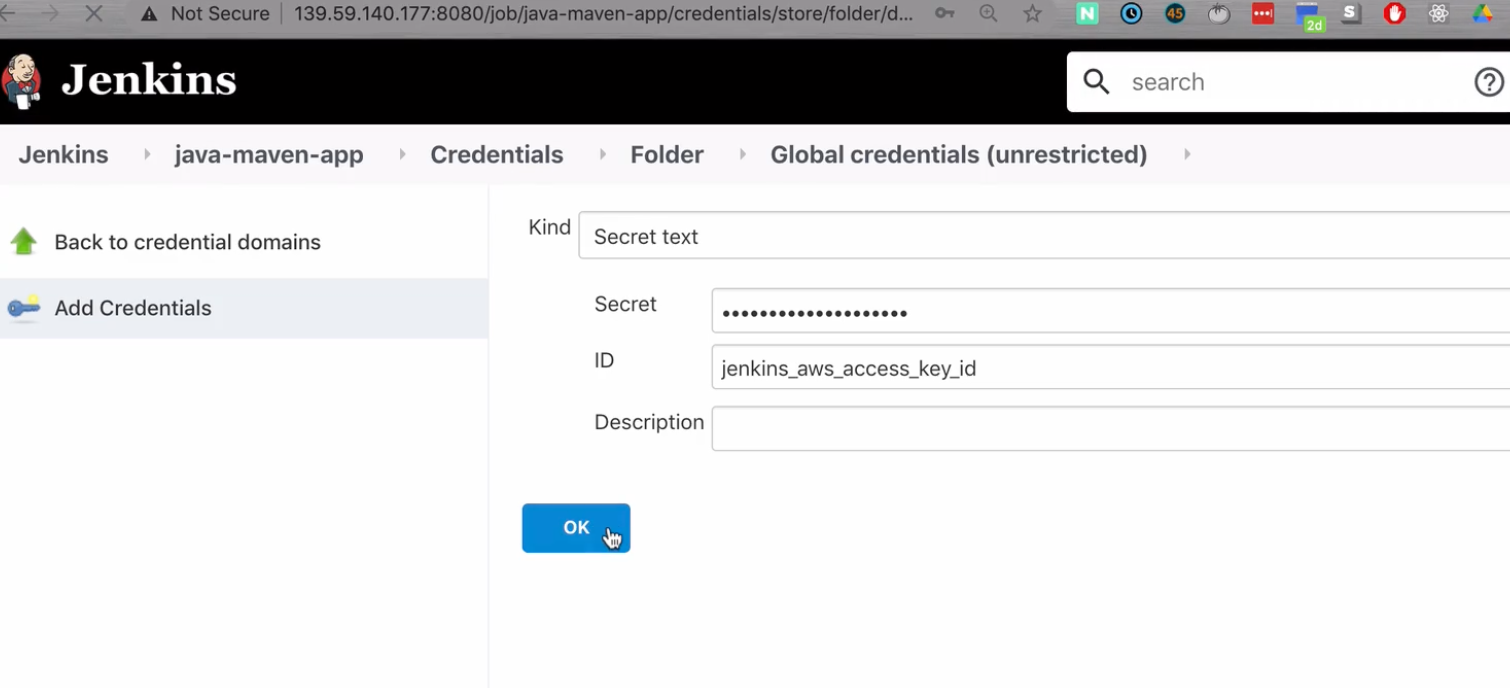 Not Secure 139.59.140.177:8080/job/java-maven-app/credentials/store/folder/d...
N 45 2d S
Jenkins
search
Jenkins java-maven-app Credentials Folder Global credentials (unrestricted)
Back to credential domains
Add Credentials
Kind Secret text
Secret ••••••••••••••••••••
ID jenkins_aws_access_key_id
Description
OK